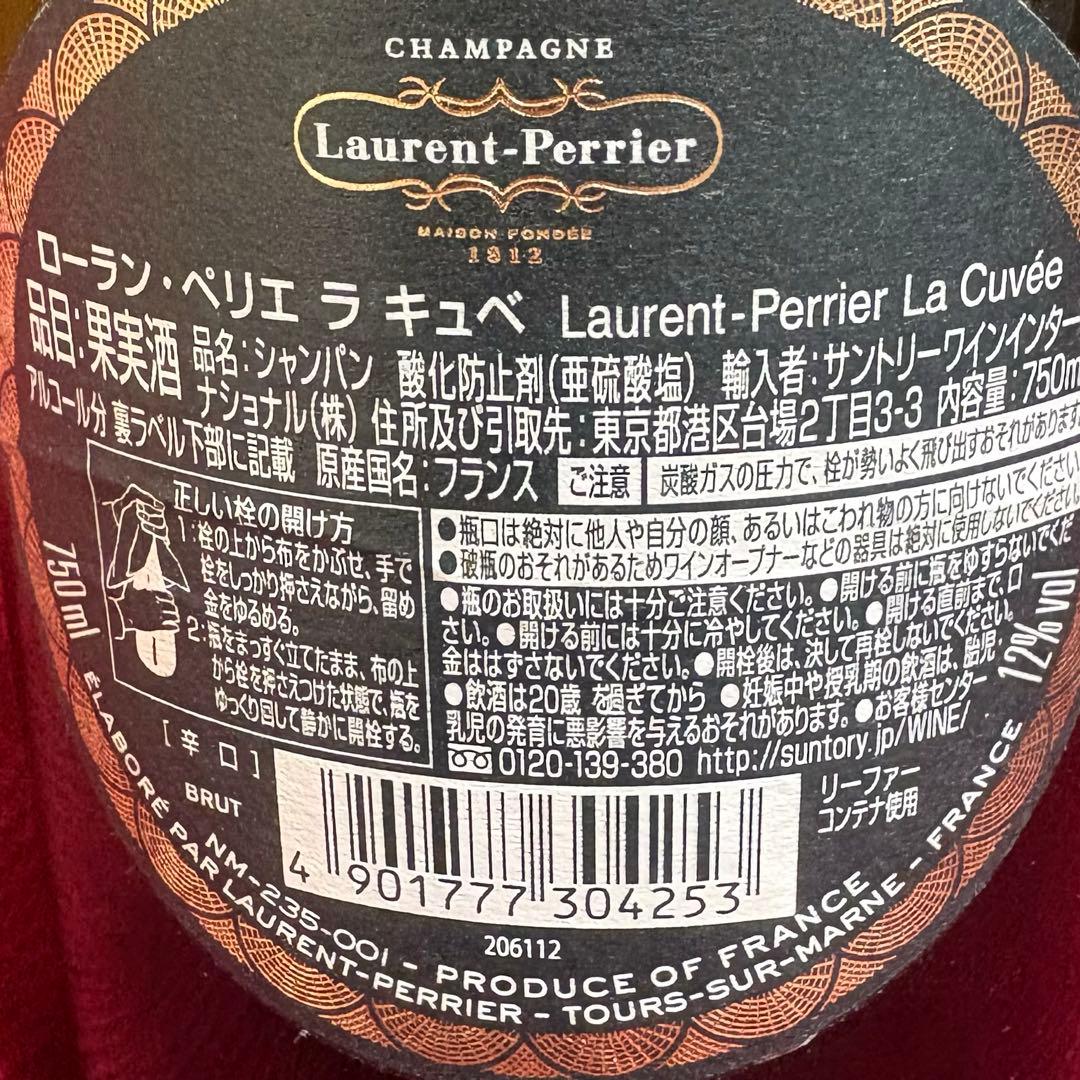 CHAMPAGNE
Laurent-Perrier
MAISON FONDÉE
1812
ローラン・ペリエ ラ キュベ Laurent-Perrier La Cuvée
品目:果実酒 品名:シャンパン 酸化防止剤(亜硫酸塩) 輸入者:サントリーワインインター
ナショナル(株) 住所及び引取先:東京都港区台場2丁目3-3 内容量:750m
アルコール分 裏ラベル下部に記載 原産国名:フランス
ご注意 炭酸ガスの圧力で、栓が勢いよく飛び出すおそれがあります
●瓶口は絶対に他人や自分の顔、あるいはこわれ物の方に向けないでください
●破瓶のおそれがあるためワインオープナーなどの器具は絶対に使用しないでください
●瓶のお取扱いには十分ご注意ください。●開ける前に瓶をゆすらないでくだ
さい。●開ける前には十分に冷やしてください。●開ける直前まで、口
金ははずさないでください。●開栓後は、決して再栓しないでください。
●飲酒は20歳を過ぎてから ●妊娠中や授乳期の飲酒は、胎児・
乳児の発育に悪影響を与えるおそれがあります。●お客様センター
0120-139-380 http://suntory.jp/WINE/
正しい栓の開け方
1:栓の上から布をかぶせ、手で
栓をしっかり押さえながら、留め
金をゆるめる。
2:瓶をまっすぐ立てたまま、布の上
から栓を押さえつけた状態で、瓶を
ゆっくり回して静かに開栓する。
750ml
12% vol
[辛口]
BRUT
リーファー
コンテナ使用
4 901777 304253
206112
NM-235-001 - PRODUCE OF FRANCE
ÉLABORÉ PAR LAURENT-PERRIER - TOURS-SUR-MARNE - FRANCE